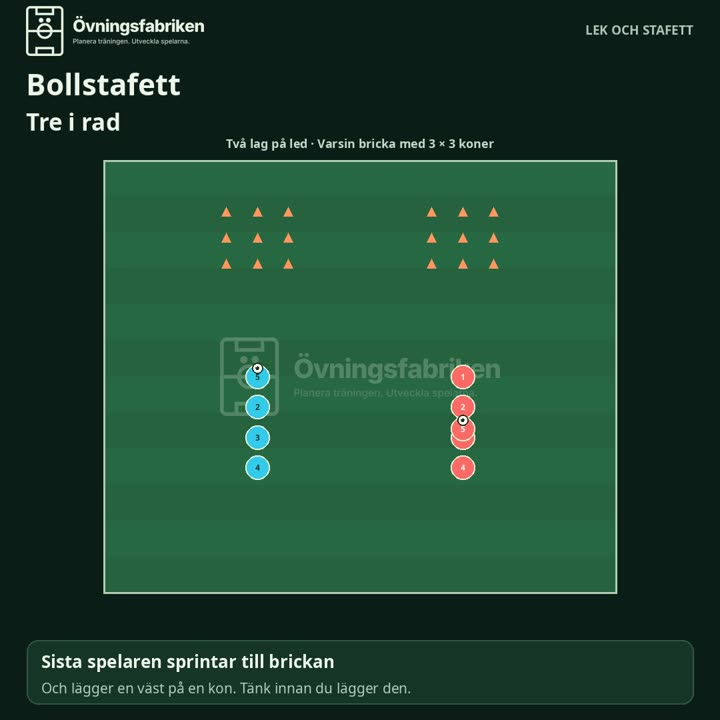 Övningsfabriken
Planera träningen. Utveckla spelarna.
LEK OCH STAFETT
Bollstafett
Tre i rad
Två lag på led · Varsin bricka med 3 × 3 koner
Övningsfabriken
Planera träningen. Utveckla spelarna.
5
1
2
2
5
3
4
4
Sista spelaren sprintar till brickan
Och lägger en väst på en kon. Tänk innan du lägger den.